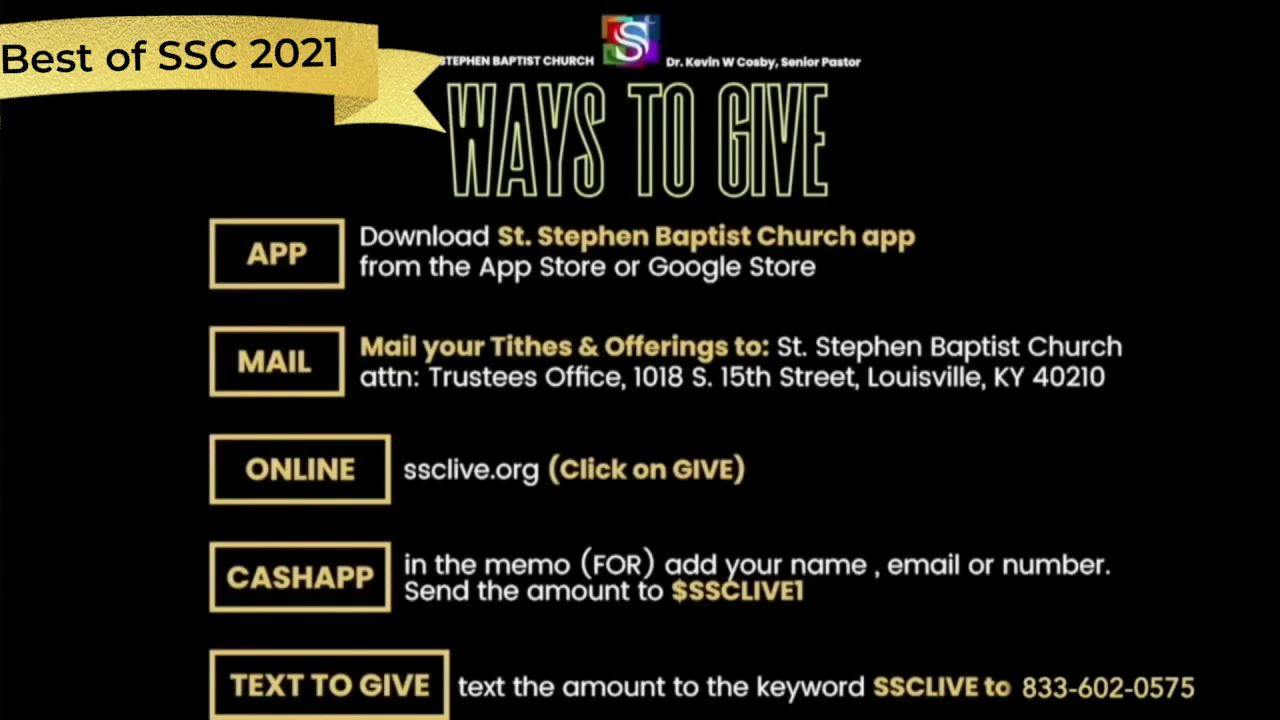 Best of SSC 2021
STEPHEN BAPTIST CHURCH
Dr. Kevin W Cosby, Senior Pastor
WAYS TO GIVE
APP
Download St. Stephen Baptist Church app
from the App Store or Google Store
MAIL
Mail your Tithes & Offerings to: St. Stephen Baptist Church
attn: Trustees Office, 1018 S. 15th Street, Louisville, KY 40210
ONLINE
ssclive.org (Click on GIVE)
CASHAPP
in the memo (FOR) add your name , email or number.
Send the amount to $SSCLIVE1
TEXT TO GIVE
text the amount to the keyword SSCLIVE to 833-602-0575